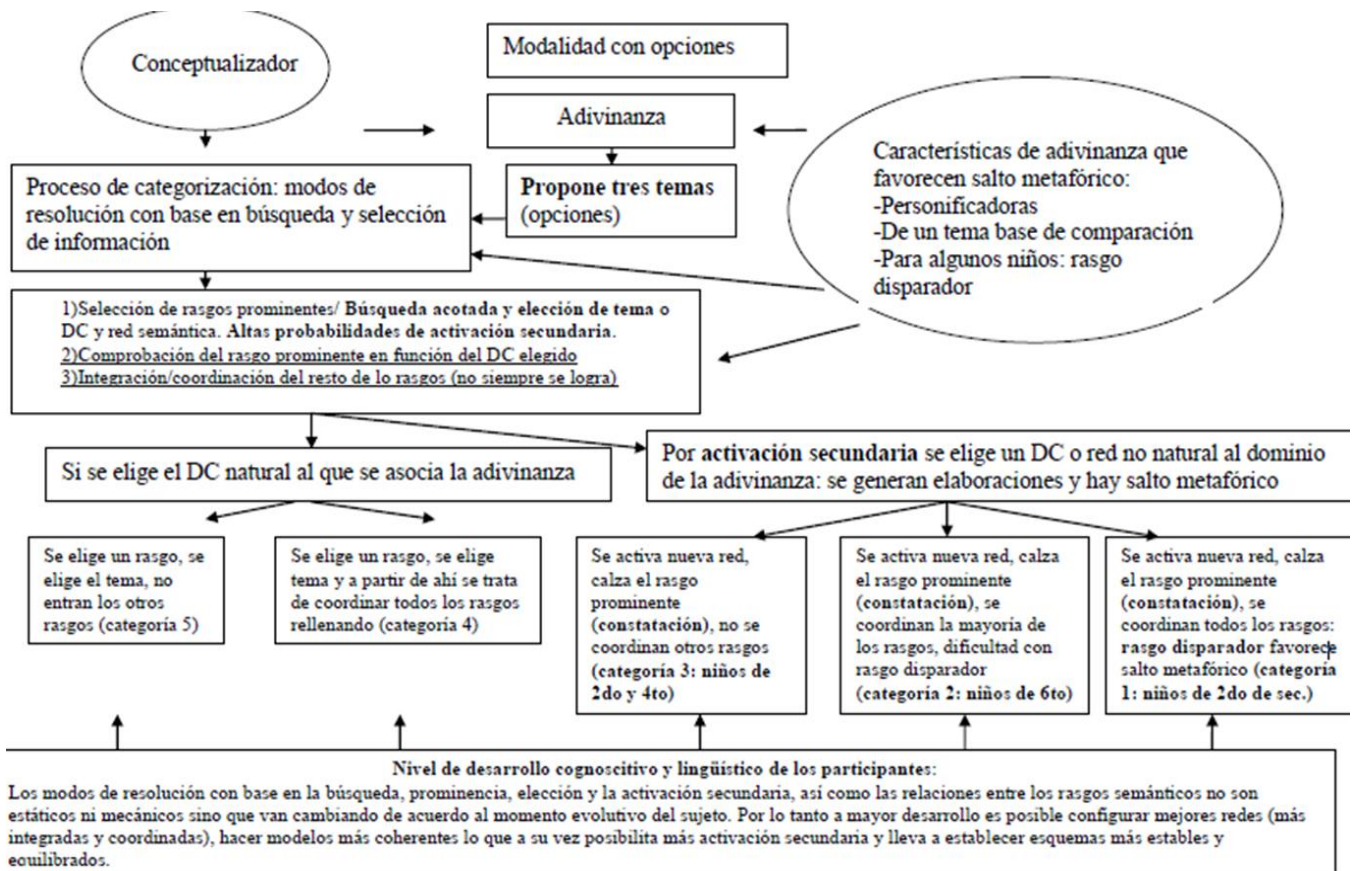 Conceptualizador
Modalidad con opciones
Adivinanza
Propone tres temas
(opciones)
Características de adivinanza que
favorecen salto metafórico:
-Personificadoras
-De un tema base de comparación
-Para algunos niños: rasgo
disparador
Proceso de categorización: modos de
resolución con base en búsqueda y selección
de información
1)Selección de rasgos prominentes/ Búsqueda acotada y elección de tema o
DC y red semántica. Altas probabilidades de activación secundaria.
2)Comprobación del rasgo prominente en función del DC elegido
3)Integración/coordinación del resto de lo rasgos (no siempre se logra)
Si se elige el DC natural al que se asocia la adivinanza
Por activación secundaria se elige un DC o red no natural al dominio
de la adivinanza: se generan elaboraciones y hay salto metafórico
Se elige un rasgo, se
elige el tema, no
entran los otros
rasgos (categoría 5)
Se elige un rasgo, se elige
tema y a partir de ahí se trata
de coordinar todos los rasgos
rellenando (categoría 4)
Se activa nueva red,
calza el rasgo
prominente
(constatación), no se
coordinan otros rasgos
(categoría 3: niños de
2do y 4to)
Se activa nueva red, calza
el rasgo prominente
(constatación), se
coordinan la mayoría de
los rasgos, dificultad con
rasgo disparador
(categoría 2: niños de 6to)
Se activa nueva red, calza
el rasgo prominente
(constatación), se
coordinan todos los rasgos:
rasgo disparador favorece
salto metafórico (categoría
1: niños de 2do de sec.)
Nivel de desarrollo cognoscitivo y lingüístico de los participantes:
Los modos de resolución con base en la búsqueda, prominencia, elección y la activación secundaria, así como las relaciones entre los rasgos semánticos no son
estáticos ni mecánicos sino que van cambiando de acuerdo al momento evolutivo del sujeto. Por lo tanto a mayor desarrollo es posible configurar mejores redes (más
integradas y coordinadas), hacer modelos más coherentes lo que a su vez posibilita más activación secundaria y lleva a establecer esquemas más estables y
equilibrados.